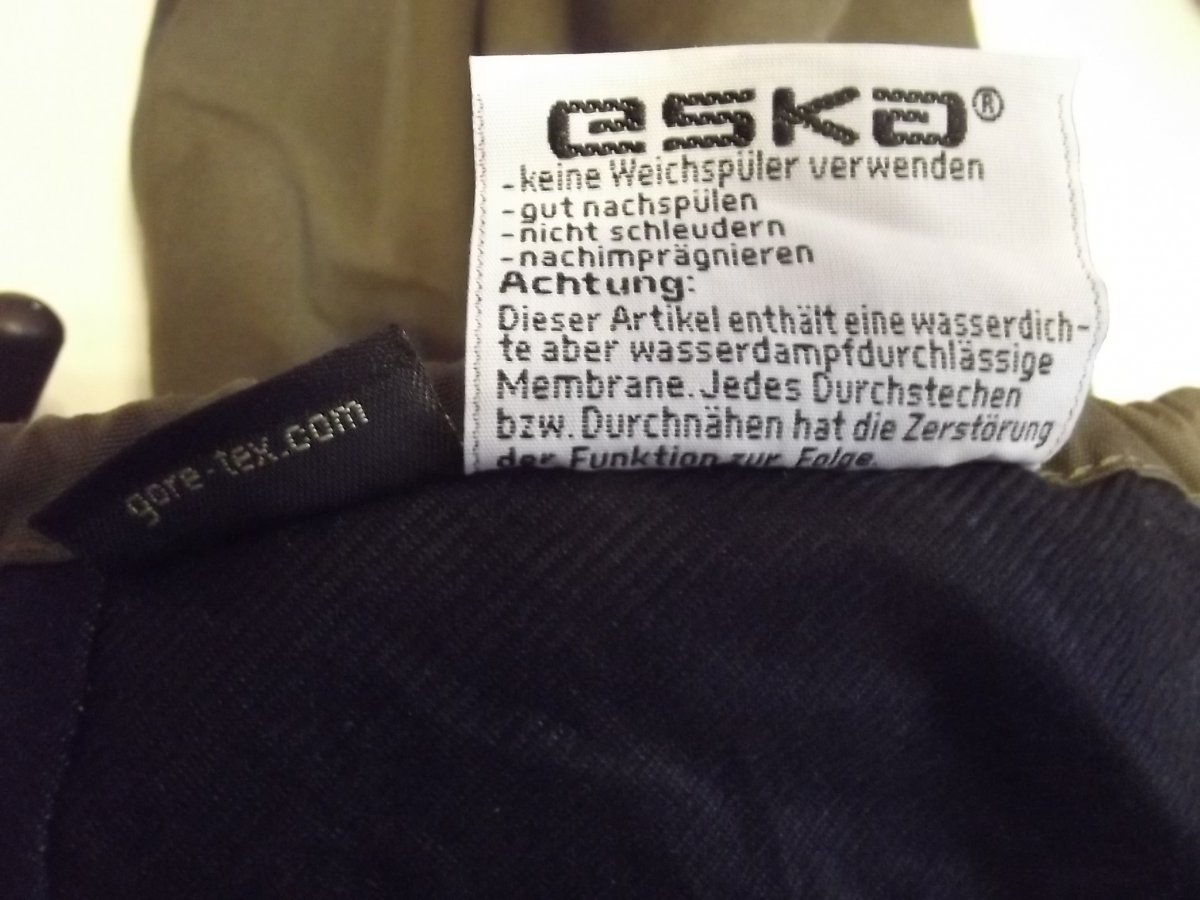 eska®
-keine Weichspüler verwenden
-gut nachspülen
-nicht schleudern
-nachimprägnieren
Achtung:
Dieser Artikel enthält eine wasserdich-
te aber wasserdampfdurchlässige
Membrane. Jedes Durchstechen
bzw. Durchnähen hat die Zerstörung
der Funktion zur Folge.
gore-tex.com